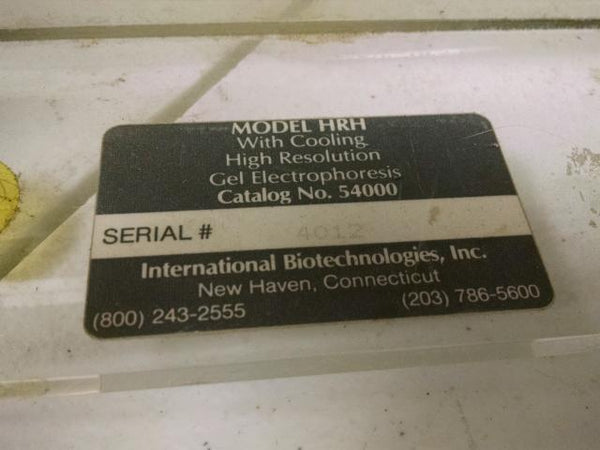 MODEL HRH
With Cooling
High Resolution
Gel Electrophoresis
Catalog No. 54000
SERIAL # 4012
International Biotechnologies, Inc.
New Haven, Connecticut
(800) 243-2555 (203) 786-5600